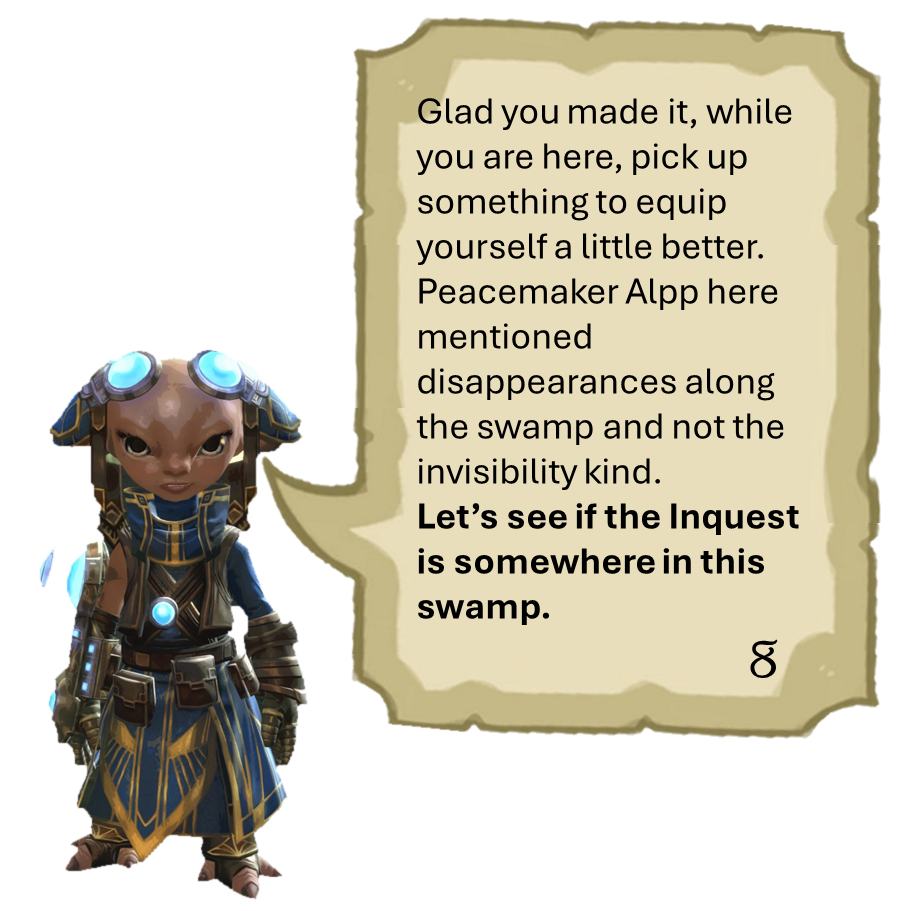 Glad you made it, while
you are here, pick up
something to equip
yourself a little better.
Peacemaker Alpp here
mentioned
disappearances along
the swamp and not the
invisibility kind.
Let’s see if the Inquest
is somewhere in this
swamp.
8